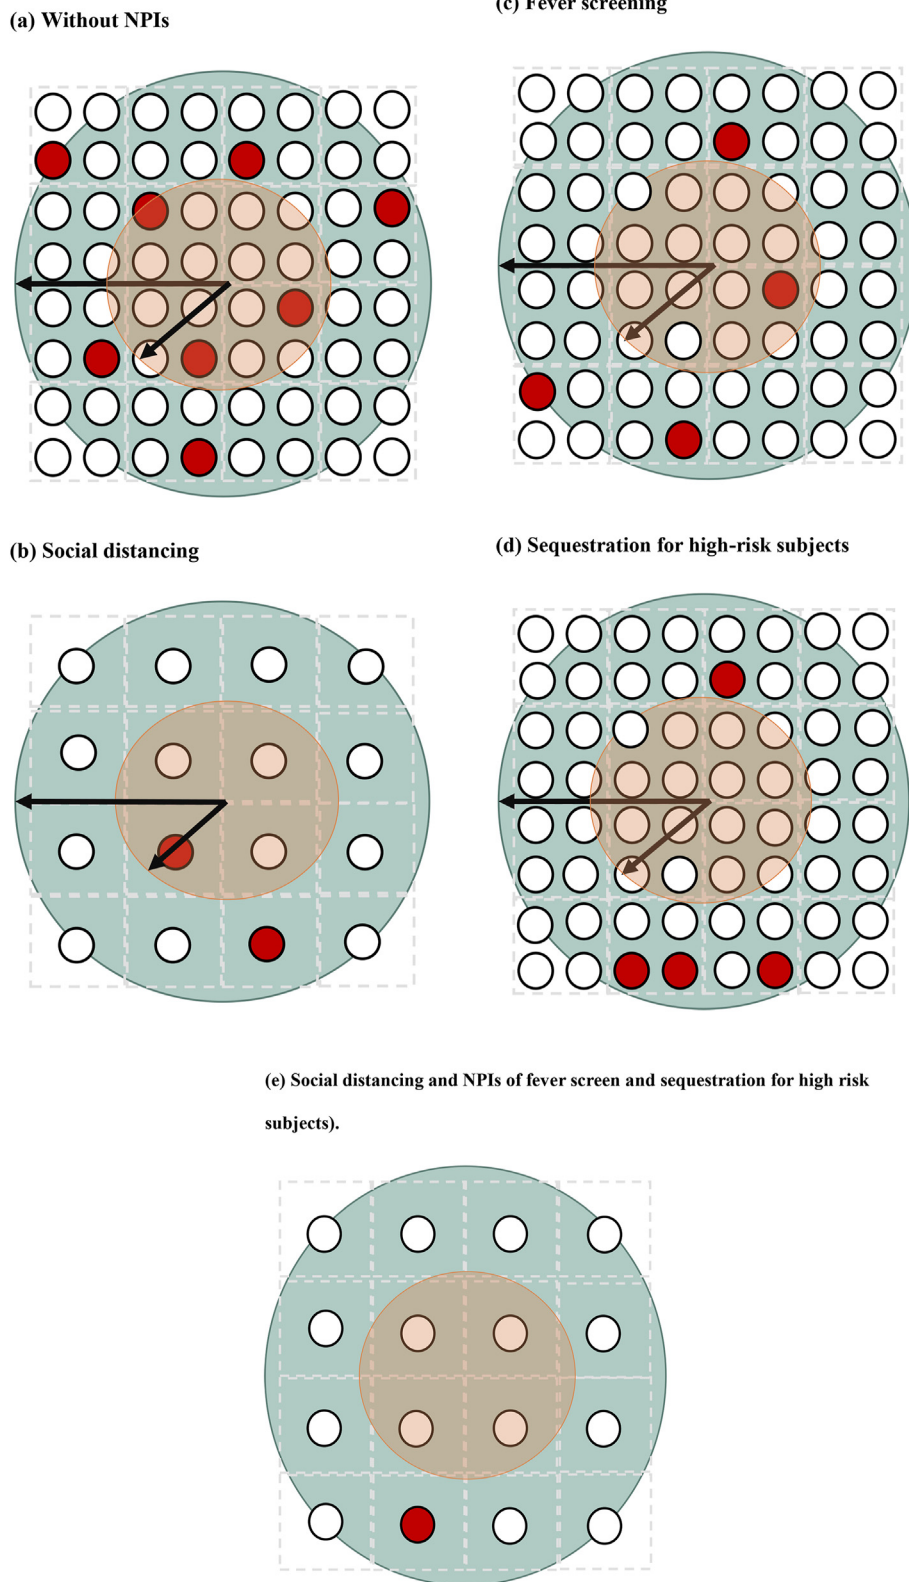 (a) Without NPIs
(c) Fever screening
(b) Social distancing
(d) Sequestration for high-risk subjects
(e) Social distancing and NPIs of fever screen and sequestration for high risk
subjects).